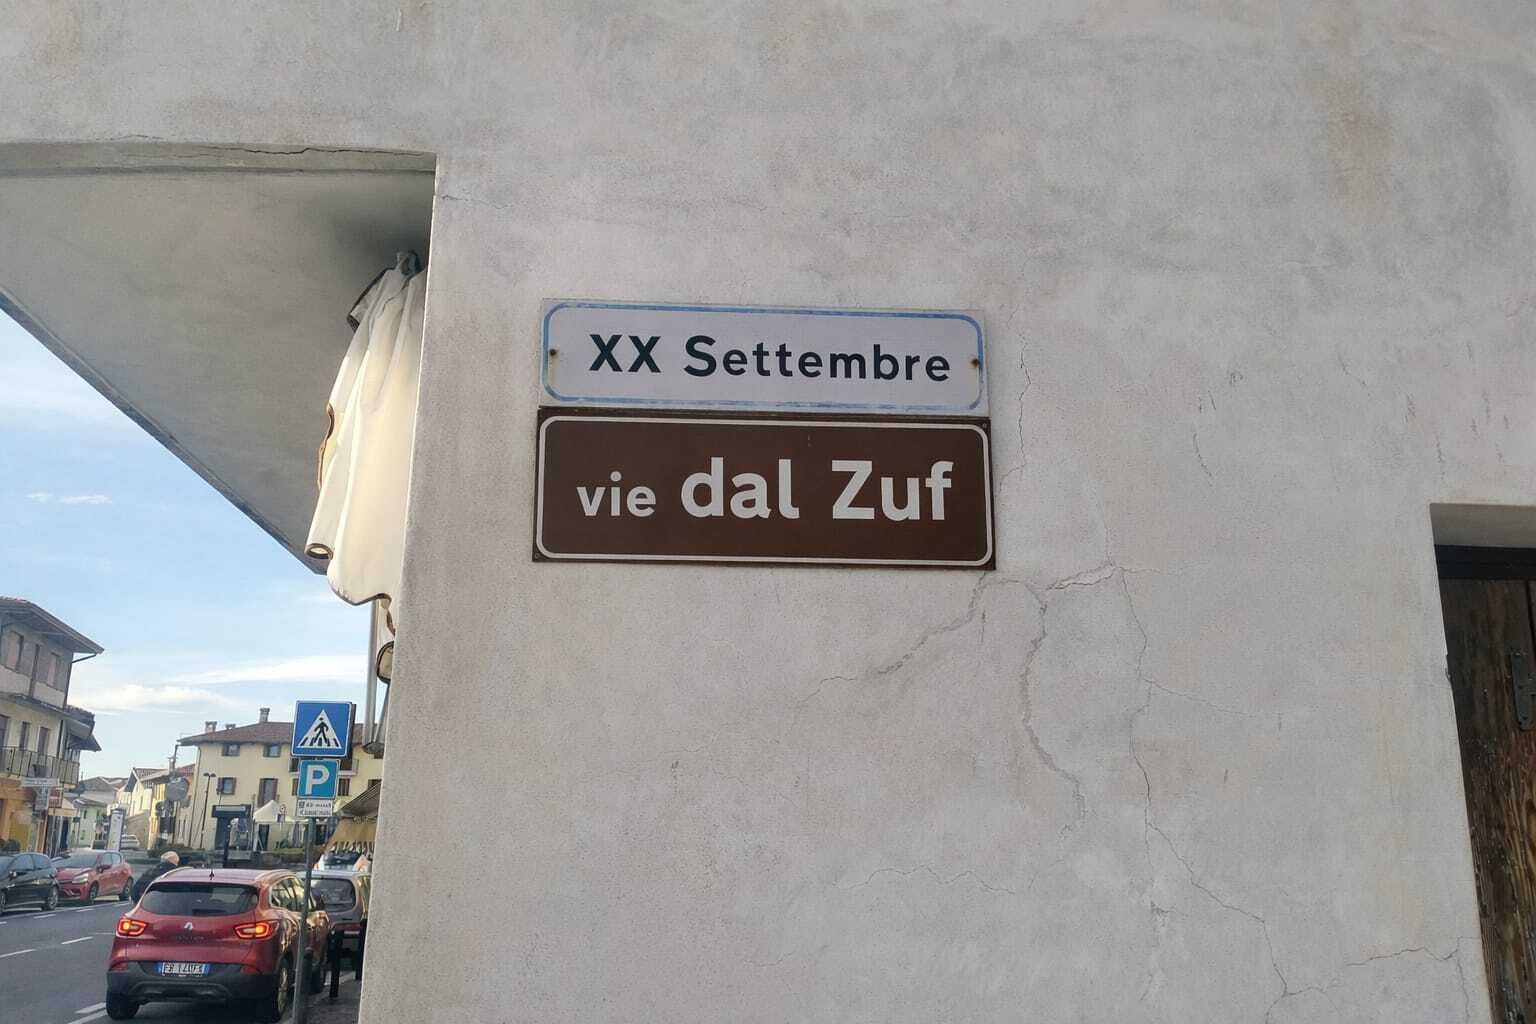 XX Settembre
vie dal Zuf
P